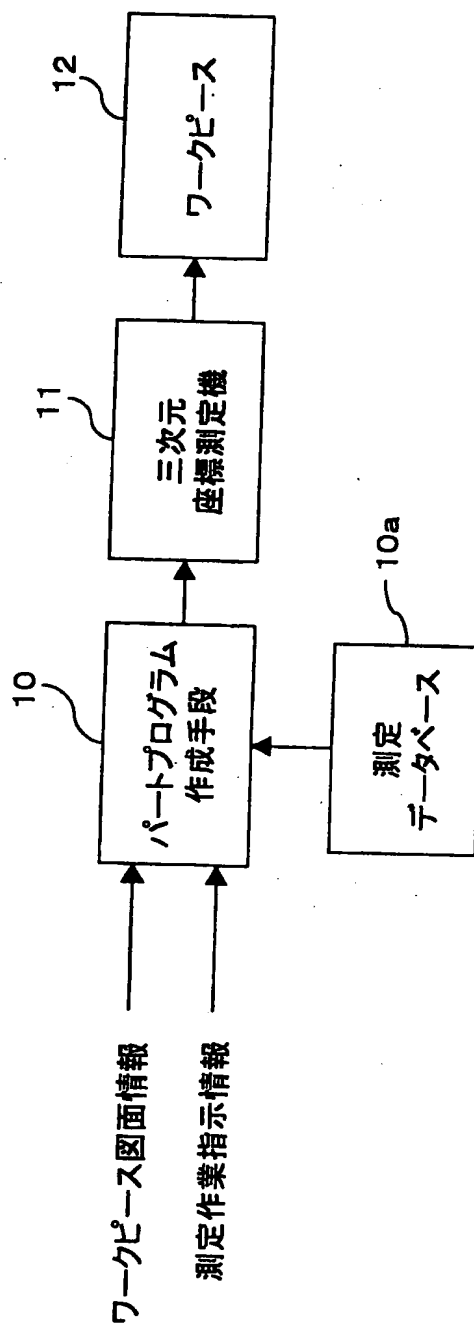 ワークピース図面情報
測定作業指示情報
10
パートプログラム
作成手段
測定
データベース
10a
11
三次元
座標測定機
12
ワークピース